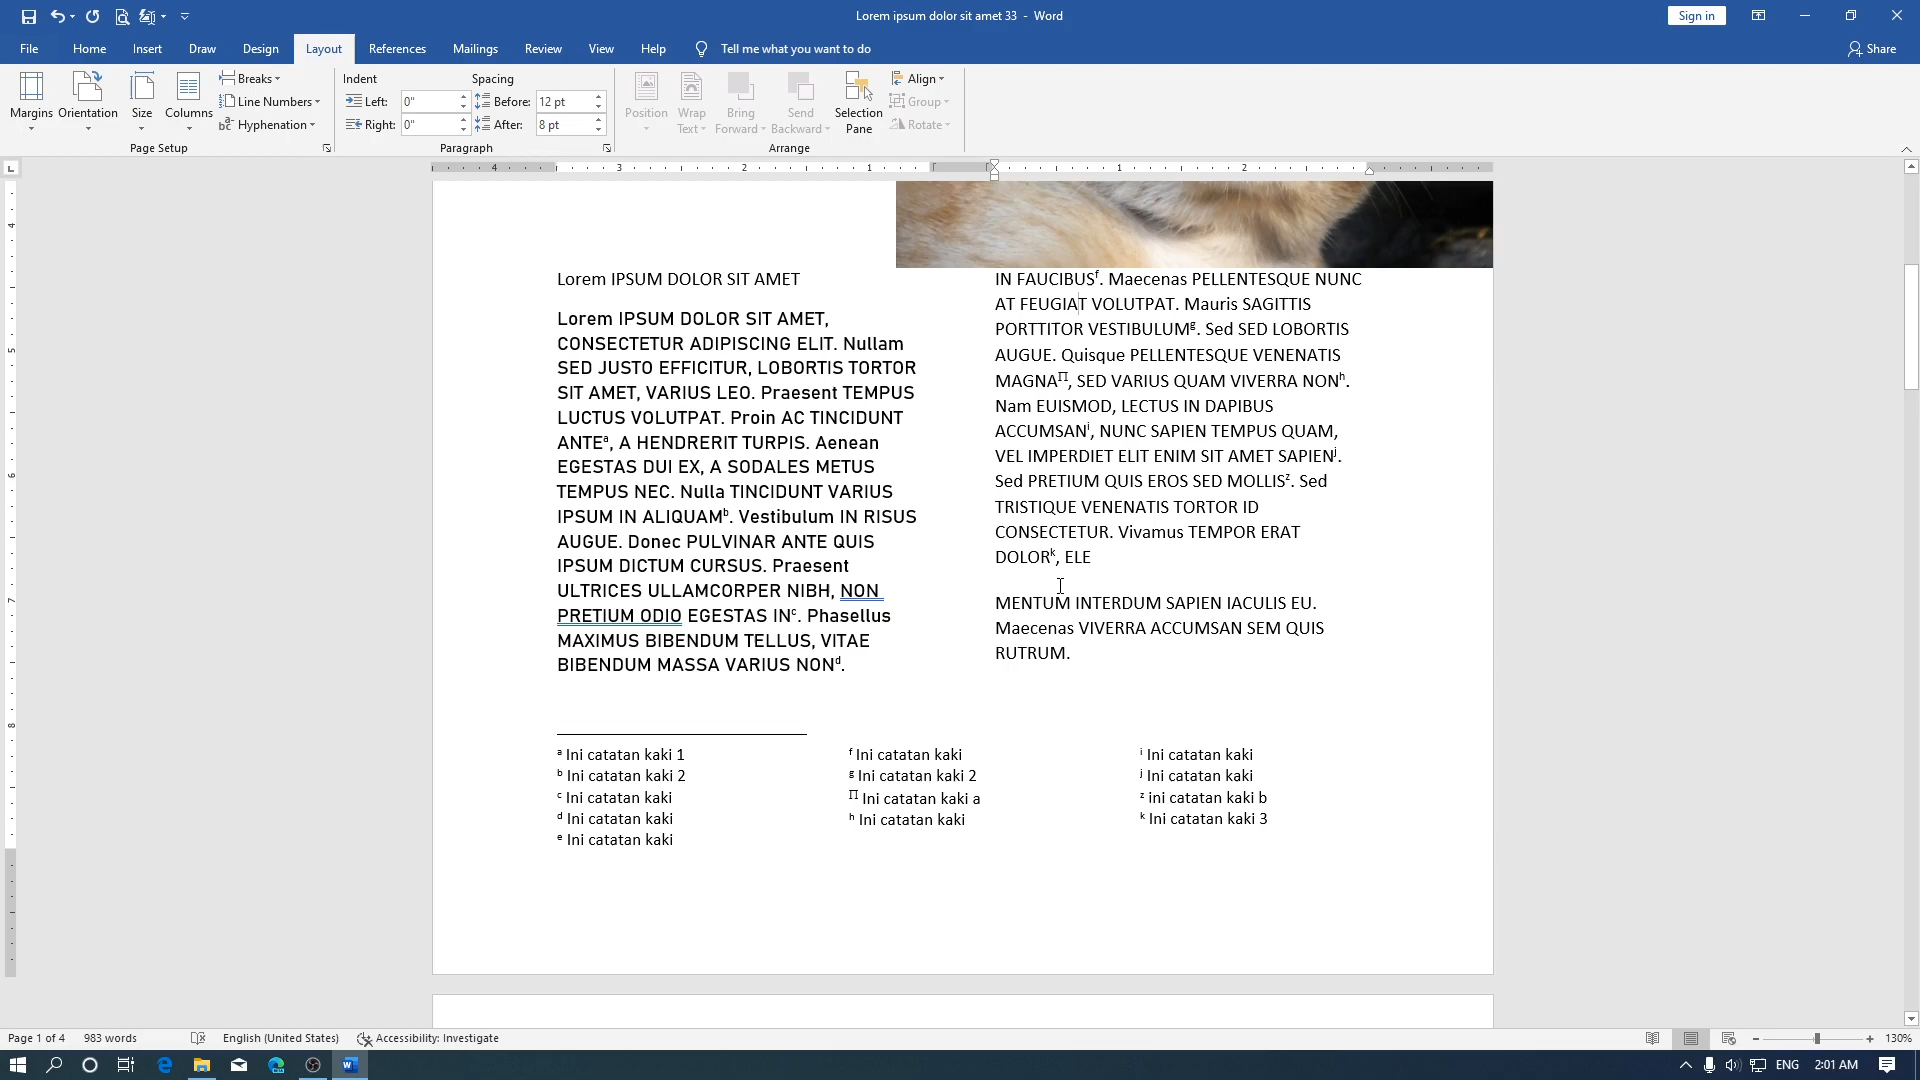 Lorem ipsum dolor sit amet 33 - Word
Sign in
File Home Insert Draw Design Layout References Mailings Review View Help Tell me what you want to do
Share
Margins
Orientation
Size
Columns
Breaks
Line Numbers
Hyphenation
Page Setup
Indent
Left: 0"
Right: 0"
Spacing
Before: 12 pt
After: 8 pt
Paragraph
Position
Wrap
Text
Bring
Forward
Send
Backward
Selection
Pane
Align
Group
Rotate
Arrange
4 3 2 1 1 2
4
5
6
7
8
Lorem IPSUM DOLOR SIT AMET
Lorem IPSUM DOLOR SIT AMET,
CONSECTETUR ADIPISCING ELIT. Nullam
SED JUSTO EFFICITUR, LOBORTIS TORTOR
SIT AMET, VARIUS LEO. Praesent TEMPUS
LUCTUS VOLUTPAT. Proin AC TINCIDUNT
ANTEᵃ, A HENDRERIT TURPIS. Aenean
EGESTAS DUI EX, A SODALES METUS
TEMPUS NEC. Nulla TINCIDUNT VARIUS
IPSUM IN ALIQUAMᵇ. Vestibulum IN RISUS
AUGUE. Donec PULVINAR ANTE QUIS
IPSUM DICTUM CURSUS. Praesent
ULTRICES ULLAMCORPER NIBH, NON
PRETIUM ODIO EGESTAS INᶜ. Phasellus
MAXIMUS BIBENDUM TELLUS, VITAE
BIBENDUM MASSA VARIUS NONᵈ.
IN FAUCIBUSᶠ. Maecenas PELLENTESQUE NUNC
AT FEUGIAT VOLUTPAT. Mauris SAGITTIS
PORTTITOR VESTIBULUMᵍ. Sed SED LOBORTIS
AUGUE. Quisque PELLENTESQUE VENENATIS
MAGNA∏, SED VARIUS QUAM VIVERRA NONʰ.
Nam EUISMOD, LECTUS IN DAPIBUS
ACCUMSANⁱ, NUNC SAPIEN TEMPUS QUAM,
VEL IMPERDIET ELIT ENIM SIT AMET SAPIENʲ.
Sed PRETIUM QUIS EROS SED MOLLISᶻ. Sed
TRISTIQUE VENENATIS TORTOR ID
CONSECTETUR. Vivamus TEMPOR ERAT
DOLORᵏ, ELE
MENTUM INTERDUM SAPIEN IACULIS EU.
Maecenas VIVERRA ACCUMSAN SEM QUIS
RUTRUM.
ᵃ Ini catatan kaki 1
ᵇ Ini catatan kaki 2
ᶜ Ini catatan kaki
ᵈ Ini catatan kaki
ᵉ Ini catatan kaki
ᶠ Ini catatan kaki
ᵍ Ini catatan kaki 2
∏ Ini catatan kaki a
ʰ Ini catatan kaki
ⁱ Ini catatan kaki
ʲ Ini catatan kaki
ᶻ ini catatan kaki b
ᵏ Ini catatan kaki 3
Page 1 of 4 983 words English (United States) Accessibility: Investigate 130%
ENG 2:01 AM